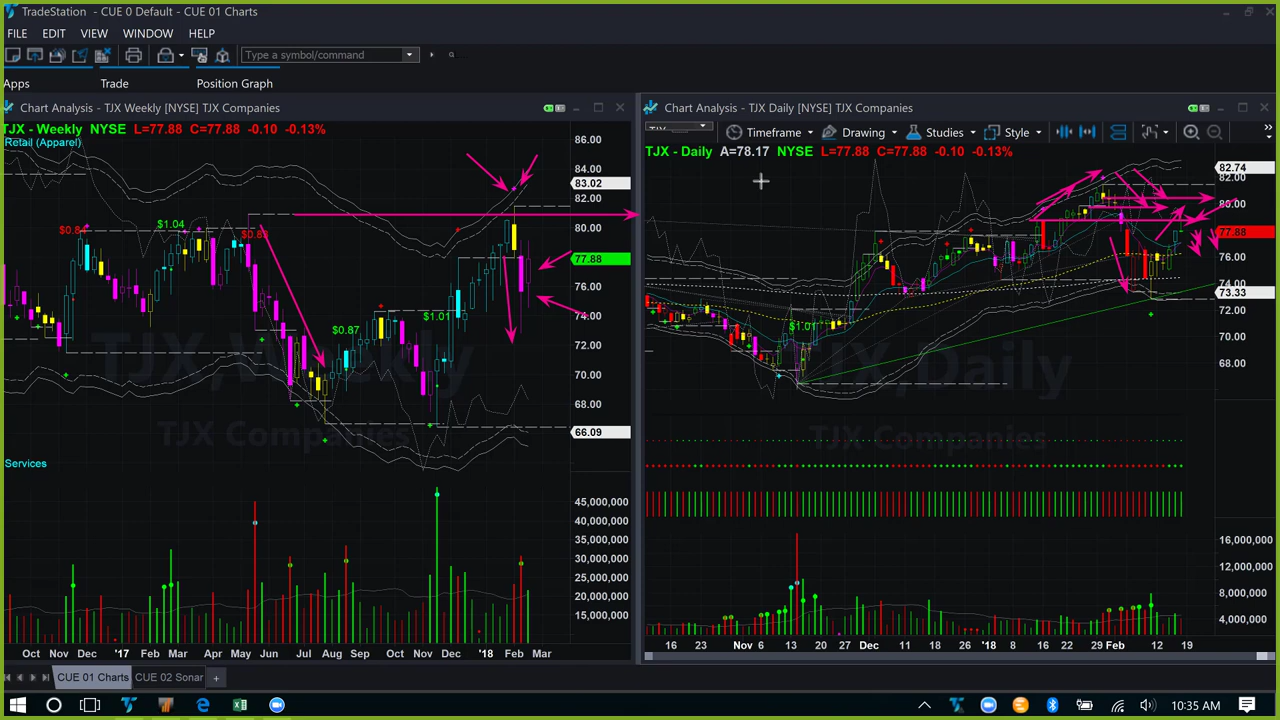 TradeStation - CUE 0 Default - CUE 01 Charts
FILE EDIT VIEW WINDOW HELP
Type a symbol/command
Apps Trade Position Graph
Chart Analysis - TJX Weekly [NYSE] TJX Companies
TJX - Weekly NYSE L=77.88 C=77.88 -0.10 -0.13%
Retail (Apparel)
$1.04
$0.87
$1.01
86.00
84.00
83.02
82.00
80.00
77.88
76.00
74.00
72.00
70.00
68.00
66.09
TJX, Weekly
TJX Companies
Services
45,000,000
40,000,000
35,000,000
30,000,000
25,000,000
20,000,000
15,000,000
Oct Nov Dec '17 Feb Mar Apr May Jun Jul Aug Sep Oct Nov Dec '18 Feb Mar
Chart Analysis - TJX Daily [NYSE] TJX Companies
Timeframe Drawing Studies Style
TJX - Daily A=78.17 NYSE L=77.88 C=77.88 -0.10 -0.13%
$1.01
82.74
82.00
80.00
77.88
76.00
74.00
73.33
72.00
70.00
68.00
TJX, Daily
TJX Companies
16,000,000
12,000,000
8,000,000
4,000,000
16 23 Nov 6 13 20 27 Dec 11 18 26 '18 8 16 22 29 Feb 12 19
CUE 01 Charts CUE 02 Sonar +
10:35 AM